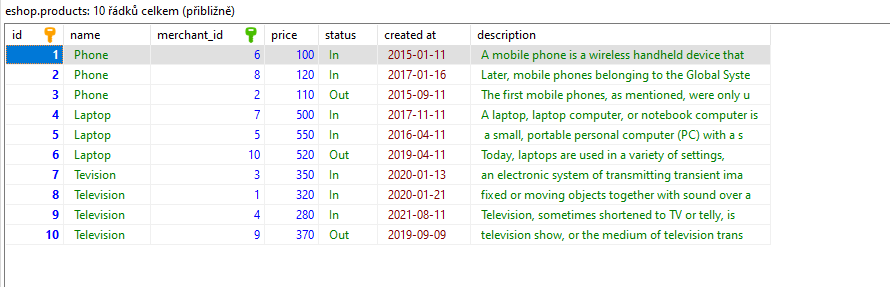 eshop.products: 10 řádků celkem (přibližně)
id name merchant_id price status created at description
1 Phone 6 100 In 2015-01-11 A mobile phone is a wireless handheld device that
2 Phone 8 120 In 2017-01-16 Later, mobile phones belonging to the Global Syste
3 Phone 2 110 Out 2015-09-11 The first mobile phones, as mentioned, were only u
4 Laptop 7 500 In 2017-11-11 A laptop, laptop computer, or notebook computer is
5 Laptop 5 550 In 2016-04-11 a small, portable personal computer (PC) with a s
6 Laptop 10 520 Out 2019-04-11 Today, laptops are used in a variety of settings,
7 Tevision 3 350 In 2020-01-13 an electronic system of transmitting transient ima
8 Television 1 320 In 2020-01-21 fixed or moving objects together with sound over a
9 Television 4 280 In 2021-08-11 Television, sometimes shortened to TV or telly, is
10 Television 9 370 Out 2019-09-09 television show, or the medium of television trans